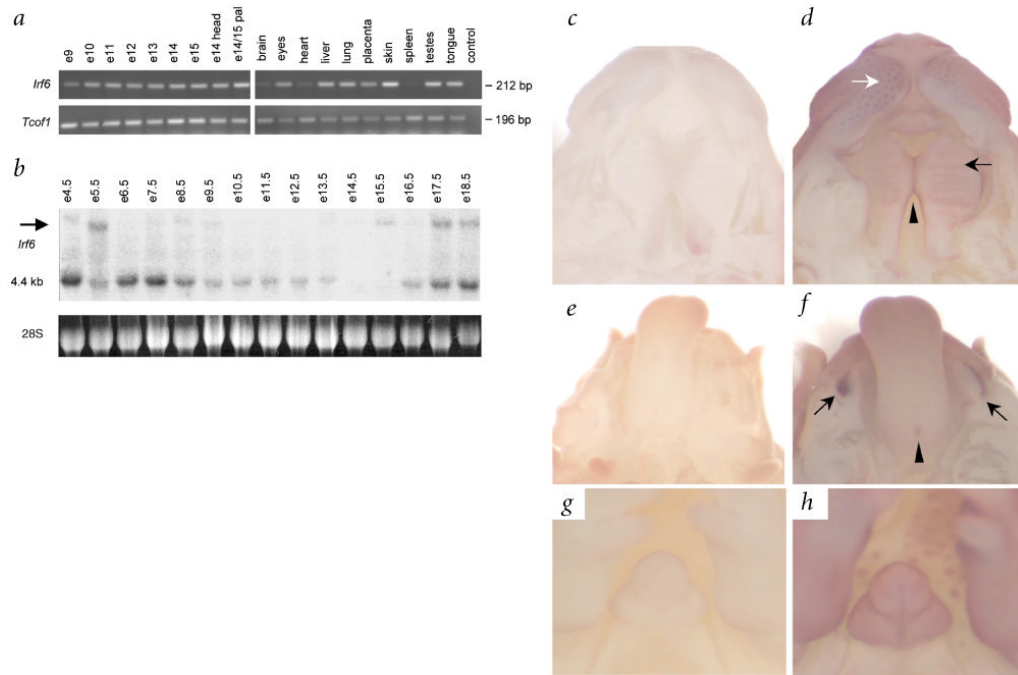 a
e9 e10 e11 e12 e13 e14 e15 e14 head e14/15 pal brain eyes heart liver lung placenta skin spleen testes tongue control
Irf6 – 212 bp
Tcof1 – 196 bp
b
e4.5 e5.5 e6.5 e7.5 e8.5 e9.5 e10.5 e11.5 e12.5 e13.5 e14.5 e15.5 e16.5 e17.5 e18.5
Irf6
4.4 kb
28S
c
d
e
f
g
h